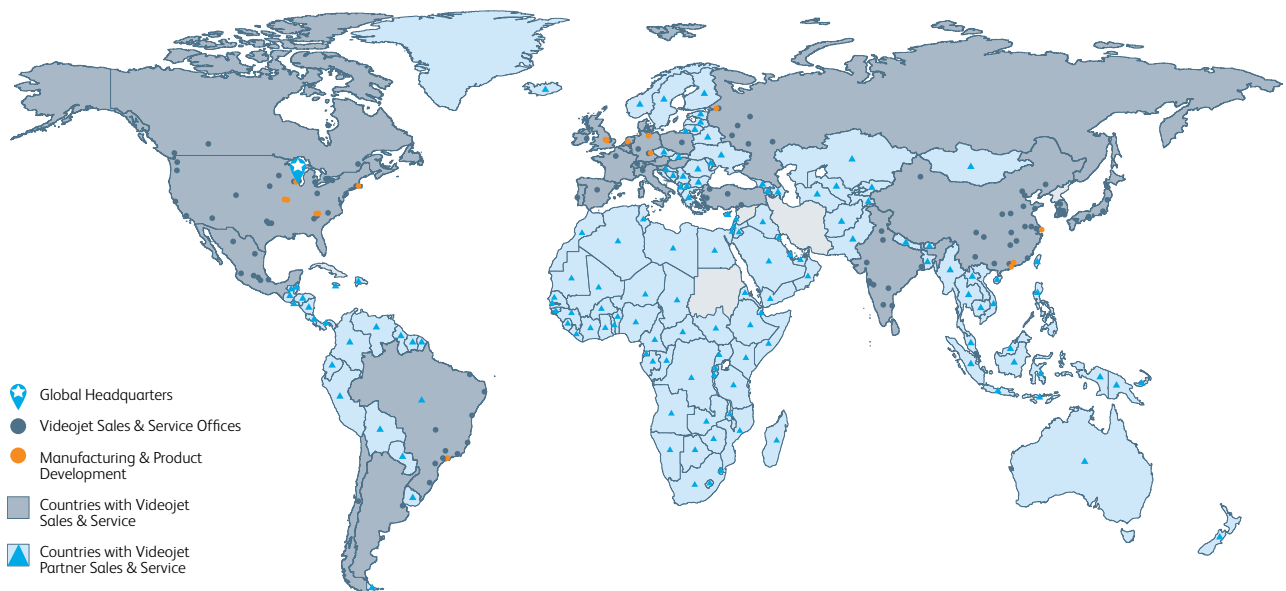 Global Headquarters
Videojet Sales & Service Offices
Manufacturing & Product
Development
Countries with Videojet
Sales & Service
Countries with Videojet
Partner Sales & Service